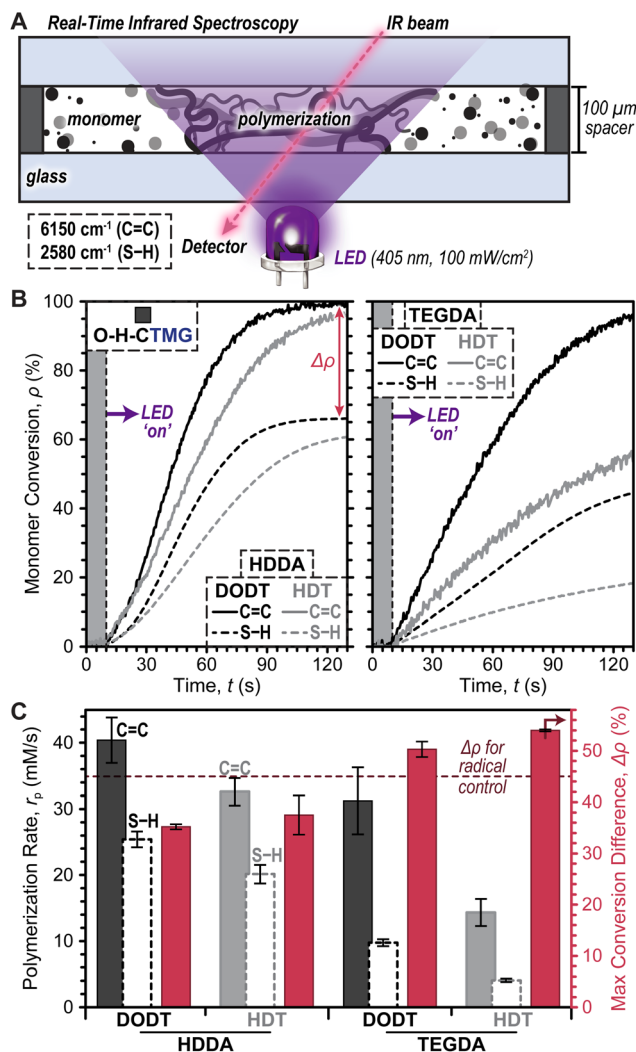 A
Real-Time Infrared Spectroscopy
IR beam
monomer
polymerization
100 μm
spacer
glass
6150 cm⁻¹ (C=C)
2580 cm⁻¹ (S–H)
Detector
LED (405 nm, 100 mW/cm²)
B
Monomer Conversion, ρ (%)
100
80
60
40
20
0
O-H-CTMG
LED
'on'
Δρ
HDDA
DODT HDT
C=C C=C
S–H S–H
0 30 60 90 120
Time, t (s)
TEGDA
DODT HDT
C=C C=C
S–H S–H
LED
'on'
0 30 60 90 120
Time, t (s)
C
Polymerization Rate, rp (mM/s)
40
30
20
10
0
C=C
S–H
C=C
S–H
Δρ for
radical
control
50
40
30
20
10
0
Max Conversion Difference, Δρ (%)
DODT HDT DODT HDT
HDDA TEGDA